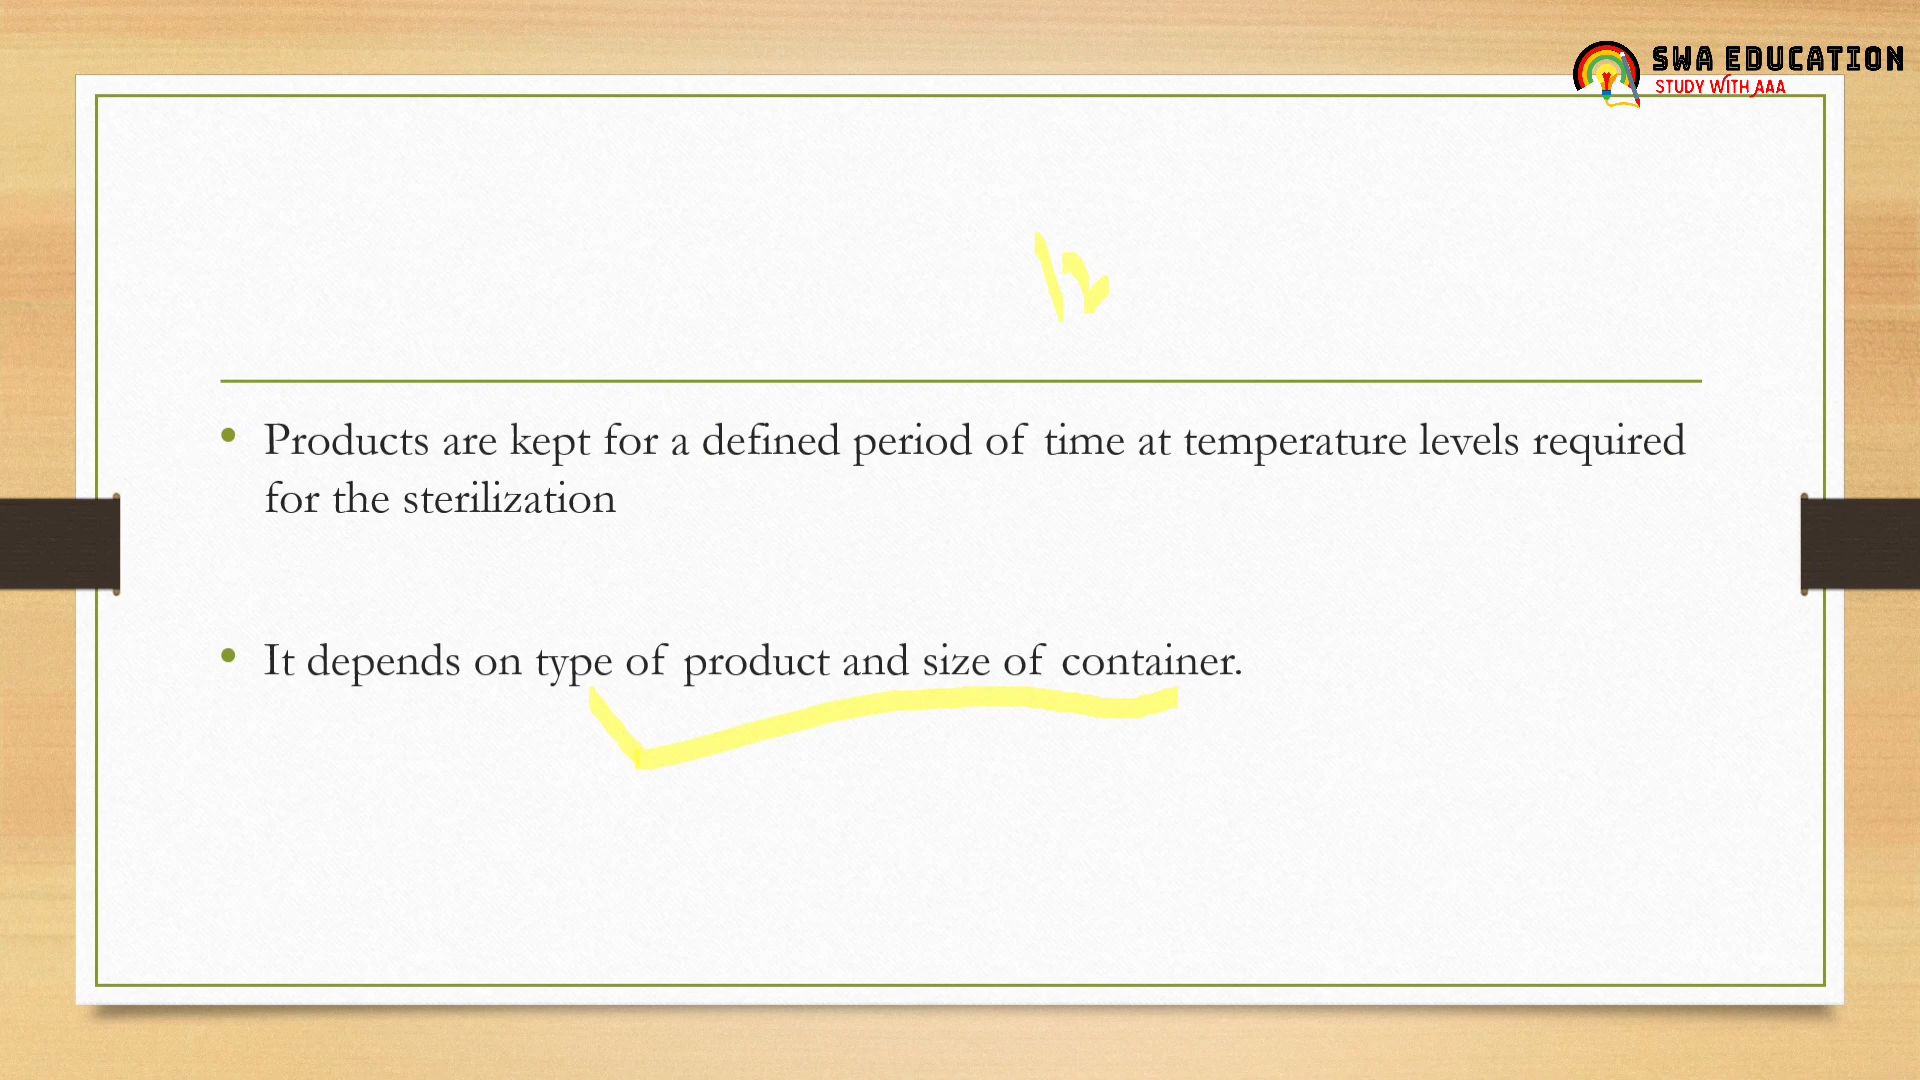 SWA EDUCATION
STUDY WITH AAA
• Products are kept for a defined period of time at temperature levels required
for the sterilization
• It depends on type of product and size of container.